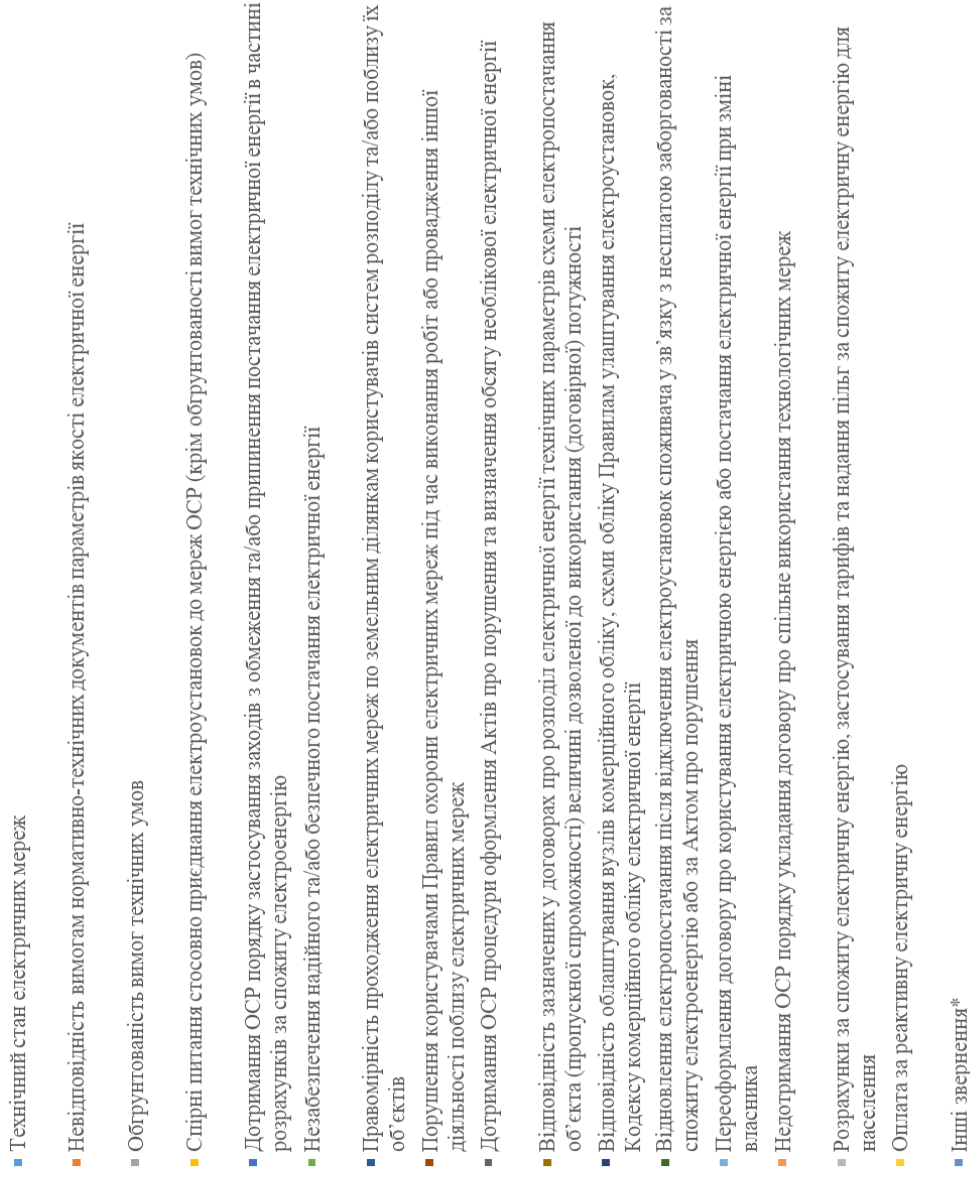 Технічний стан електричних мереж
Невідповідність вимогам нормативно-технічних документів параметрів якості електричної енергії
Обгрунтованість вимог технічних умов
Спірні питання стосовно приєднання електроустановок до мереж ОСР (крім обгрунтованості вимог технічних умов)
Дотримання ОСР порядку застосування заходів з обмеження та/або припинення постачання електричної енергії в частині
розрахунків за спожиту електроенергію
Незабезпечення надійного та/або безпечного постачання електричної енергії
Правомірність проходження електричних мереж по земельним ділянкам користувачів систем розподілу та/або поблизу їх
об’єктів
Порушення користувачами Правил охорони електричних мереж під час виконання робіт або провадження іншої
діяльності поблизу електричних мереж
Дотримання ОСР процедури оформлення Актів про порушення та визначення обсягу необлікової електричної енергії
Відповідність зазначених у договорах про розподіл електричної енергії технічних параметрів схеми електропостачання
об’єкта (пропускної спроможності) величині дозволеної до використання (договірної) потужності
Відповідність облаштування вузлів комерційного обліку, схеми обліку Правилам улаштування електроустановок,
Кодексу комерційного обліку електричної енергії
Відновлення електропостачання після відключення електроустановок споживача у зв’язку з несплатою заборгованості за
спожиту електроенергію або за Актом про порушення
Переоформлення договору про користування електричною енергією або постачання електричної енергії при зміні
власника
Недотримання ОСР порядку укладання договору про спільне використання технологічних мереж
Розрахунки за спожиту електричну енергію, застосування тарифів та надання пільг за спожиту електричну енергію для
населення
Оплата за реактивну електричну енергію
Інші звернення*